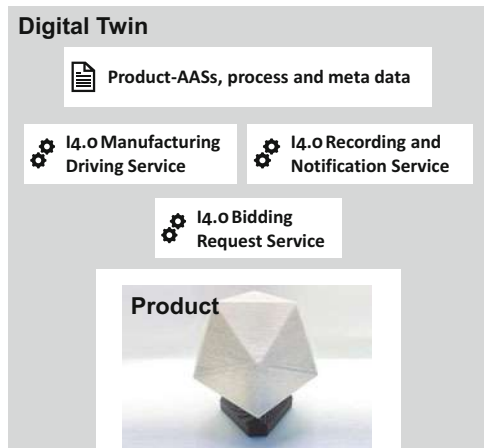 Digital Twin
Product-AASs, process and meta data
I4.0 Manufacturing
Driving Service
I4.0 Recording and
Notification Service
I4.0 Bidding
Request Service
Product